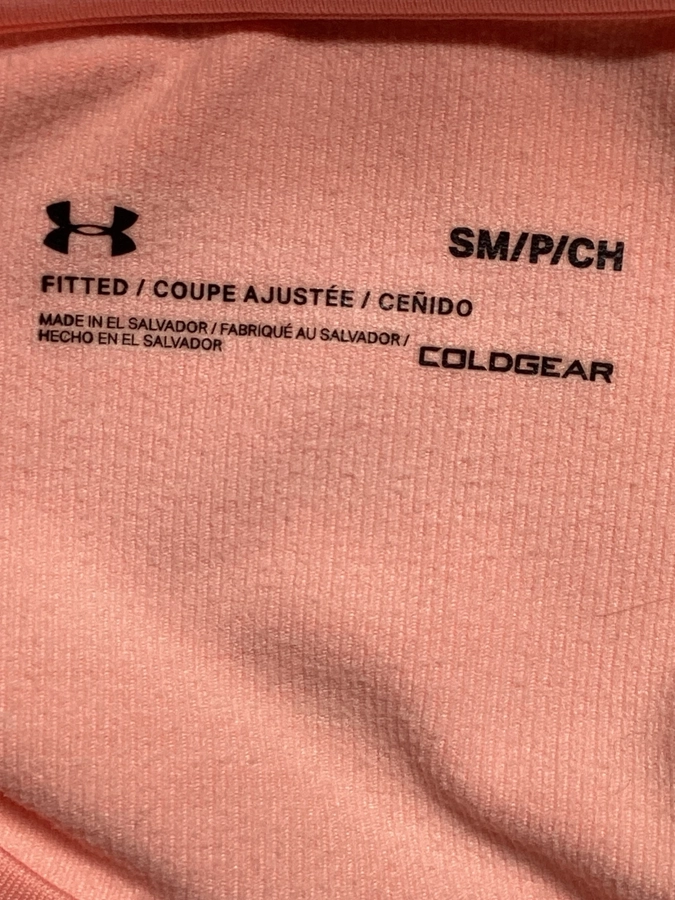 SM/P/CH
FITTED / COUPE AJUSTÉE / CEÑIDO
MADE IN EL SALVADOR / FABRIQUÉ AU SALVADOR /
HECHO EN EL SALVADOR
COLDGEAR